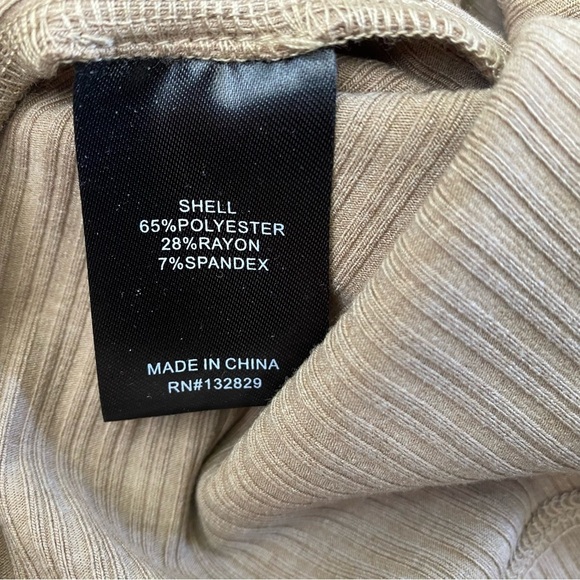 SHELL
65%POLYESTER
28%RAYON
7%SPANDEX
MADE IN CHINA
RN#132829